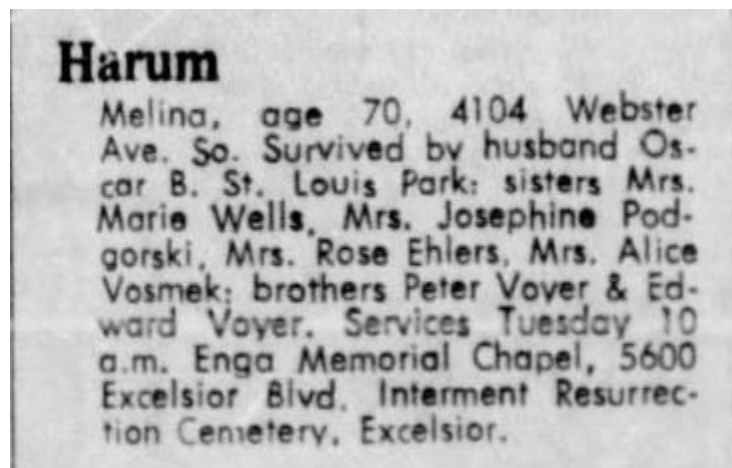 Harum
Melina, age 70, 4104 Webster
Ave. So. Survived by husband Os-
car B. St. Louis Park; sisters Mrs.
Marie Wells, Mrs. Josephine Pod-
gorski, Mrs. Rose Ehlers, Mrs. Alice
Vosmek; brothers Peter Voyer & Ed-
ward Voyer. Services Tuesday 10
a.m. Enga Memorial Chapel, 5600
Excelsior Blvd. Interment Resurrec-
tion Cemetery, Excelsior.